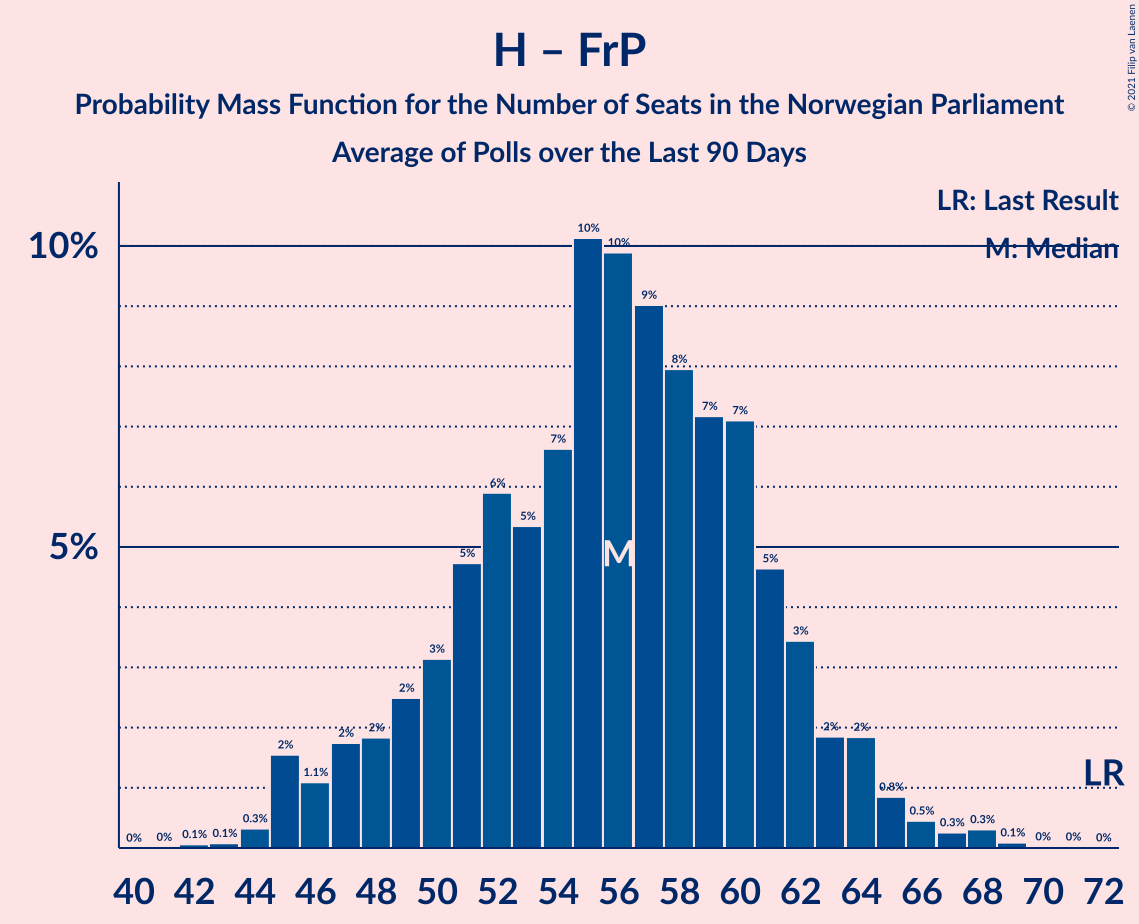 H – FrP
Probability Mass Function for the Number of Seats in the Norwegian Parliament
Average of Polls over the Last 90 Days
© 2021 Filip van Laenen
LR: Last Result
M: Median
10%
5%
0% 0% 0.1% 0.1% 0.3% 2% 1.1% 2% 2% 2% 3% 5% 6% 5% 7% 10% 10% 9% 8% 7% 7% 5% 3% 2% 2% 0.8% 0.5% 0.3% 0.3% 0.1% 0% 0% 0%
M
LR
40 42 44 46 48 50 52 54 56 58 60 62 64 66 68 70 72